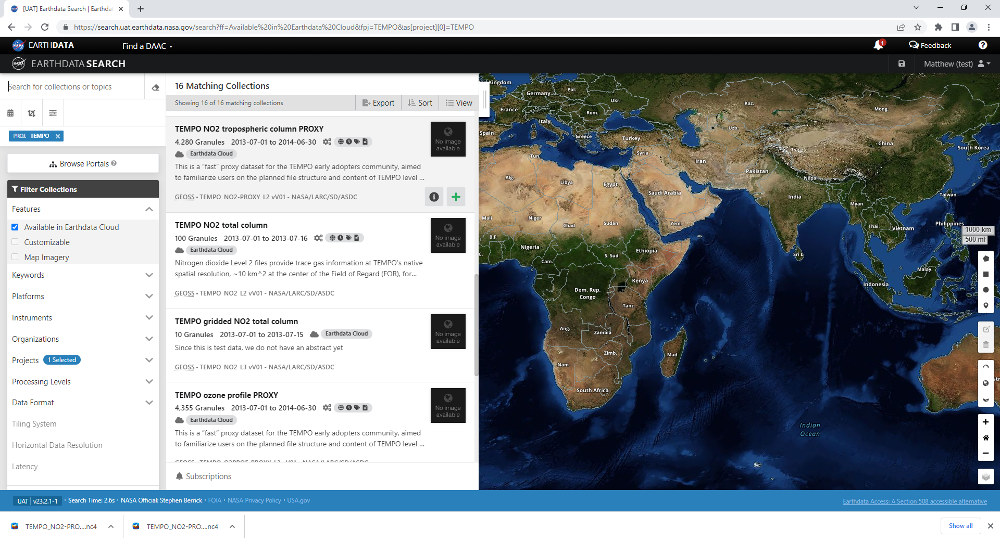 [UAT] Earthdata Search | Earthdat
https://search.uat.earthdata.nasa.gov/search?ff=Available%20in%20Earthdata%20Cloud&fpj=TEMPO&as[project][0]=TEMPO
EARTHDATA
Find a DAAC
1
Feedback
EARTHDATA SEARCH
Matthew (test)
Search for collections or topics
PROJ. TEMPO
Browse Portals
Filter Collections
Features
Available in Earthdata Cloud
Customizable
Map Imagery
Keywords
Platforms
Instruments
Organizations
Projects 1 Selected
Processing Levels
Data Format
Tiling System
Horizontal Data Resolution
Latency
16 Matching Collections
Showing 16 of 16 matching collections
Export
Sort
View
TEMPO NO2 tropospheric column PROXY
4,280 Granules 2013-07-01 to 2014-06-30
Earthdata Cloud
This is a “fast” proxy dataset for the TEMPO early adopters community, aimed
to familiarize users on the planned file structure and content of TEMPO level ...
GEOSS • TEMPO_NO2-PROXY_L2 vV01 - NASA/LARC/SD/ASDC
No image
available
TEMPO NO2 total column
100 Granules 2013-07-01 to 2013-07-16
Earthdata Cloud
Nitrogen dioxide Level 2 files provide trace gas information at TEMPO’s native
spatial resolution, ~10 km^2 at the center of the Field of Regard (FOR), for...
GEOSS • TEMPO_NO2_L2 vV01 - NASA/LARC/SD/ASDC
No image
available
TEMPO gridded NO2 total column
10 Granules 2013-07-01 to 2013-07-15 Earthdata Cloud
Since this is test data, we do not have an abstract yet
GEOSS • TEMPO_NO2_L3 vV01 - NASA/LARC/SD/ASDC
No image
available
TEMPO ozone profile PROXY
4,355 Granules 2013-07-01 to 2014-06-30
Earthdata Cloud
This is a “fast” proxy dataset for the TEMPO early adopters community, aimed
to familiarize users on the planned file structure and content of TEMPO level ...
No image
available
Subscriptions
Kingdom
Germany
Pol.
Ukr.
Kaz.
Mong.
France
Rom.
Italy
Uzb.
Spain
Greece
Turkey
China
South Korea
Tun.
Syria
Iran
Alg.
Libya
Egypt
Pakistan
Nepal
Saudi Arabia
India
Taiwan
Myan.
Mali
Niger
Chad
Sudan
Yem.
Thai.
Vietnam
Philippines
1000 km
500 mi
B.F.
Nigeria
Ethiopia
C.
Cam.
S. Sud.
Sri L.
Malay.
Kenya
Indonesia
Dem. Rep.
Congo
Tanz.
Ang.
Zambia
Zimb.
Mad.
Nam.
South Africa
Indian
Ocean
UAT v23.2.1-1 · Search Time: 2.6s · NASA Official: Stephen Berrick · FOIA · NASA Privacy Policy · USA.gov
Earthdata Access: A Section 508 accessible alternative
TEMPO_NO2-PRO....nc4
TEMPO_NO2-PRO....nc4
Show all